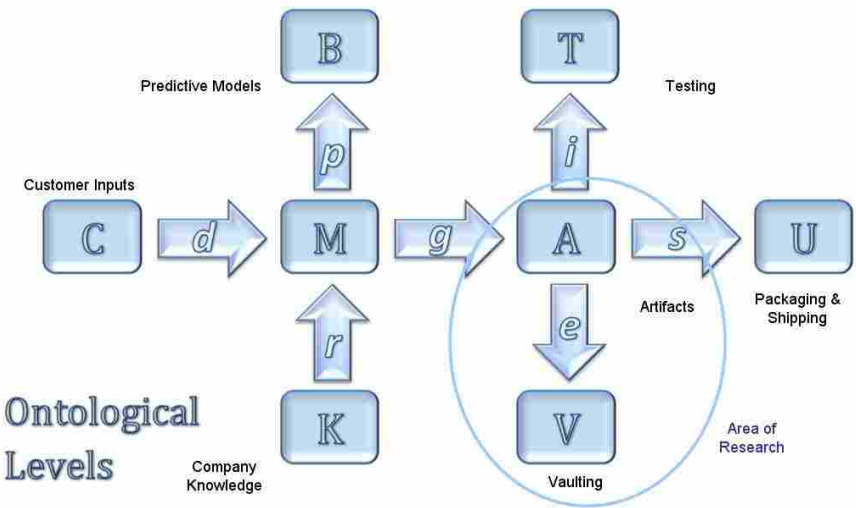 B
T
Predictive Models
Testing
p
i
Customer Inputs
C
d
M
g
A
s
U
Artifacts
Packaging &
Shipping
r
e
Ontological
Levels
K
V
Area of
Research
Company
Knowledge
Vaulting